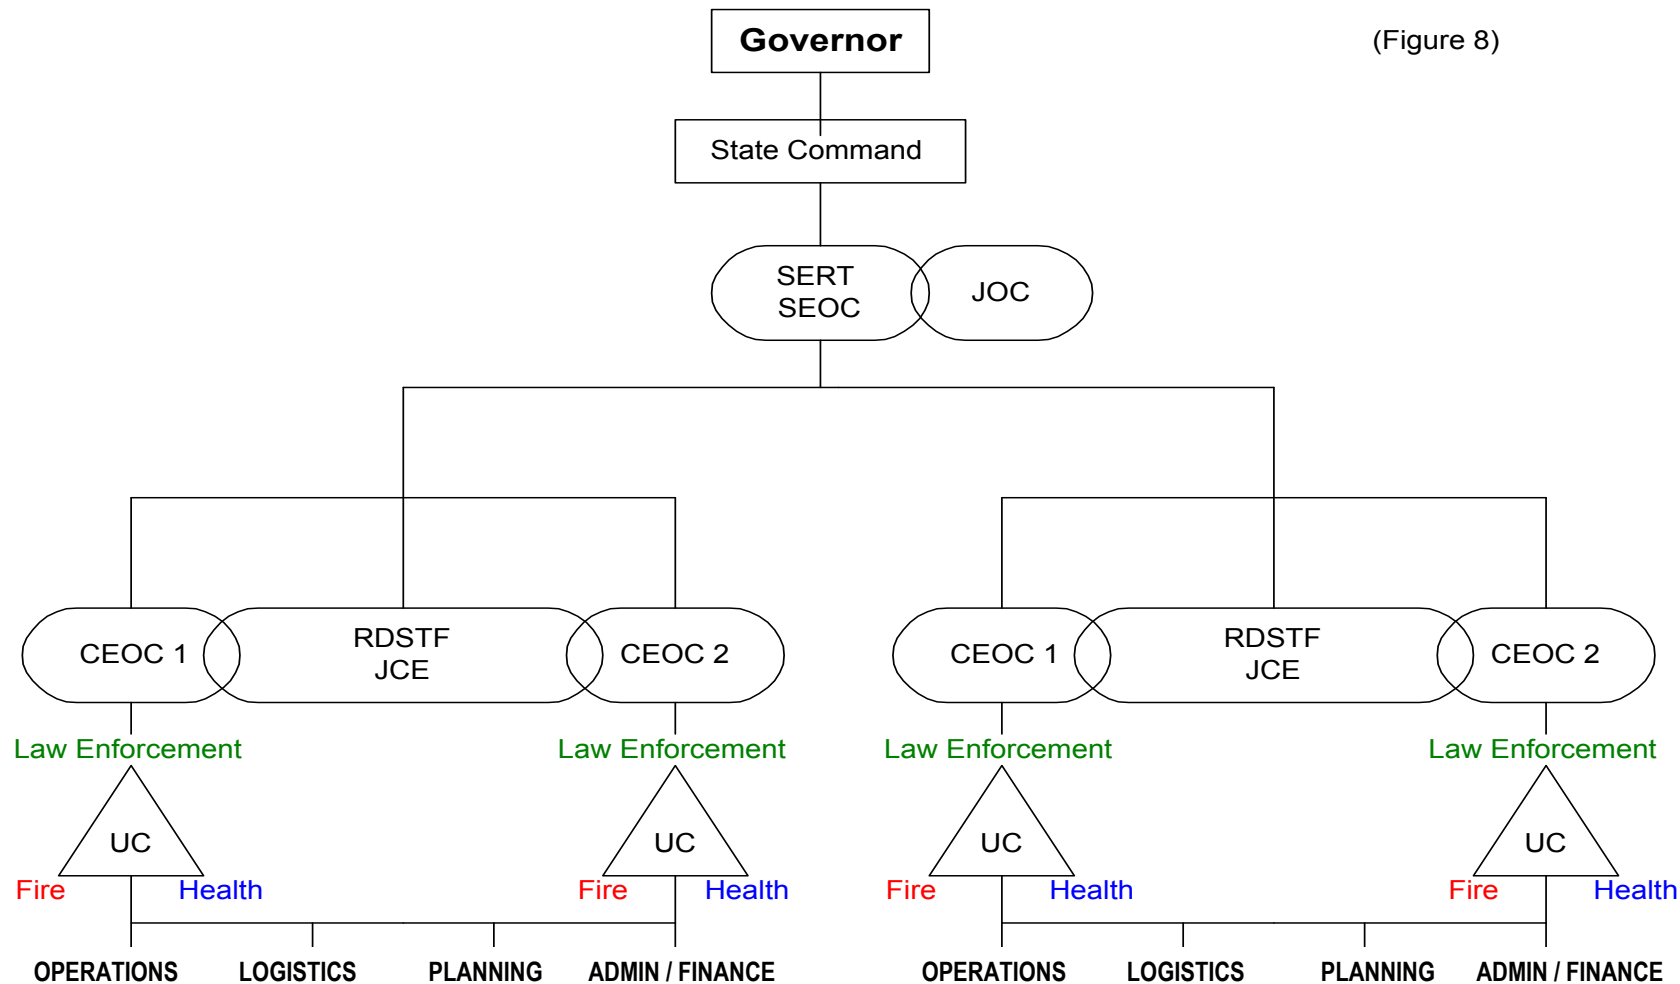 Governor
(Figure 8)
State Command
SERT
SEOC
JOC
CEOC 1
RDSTF
JCE
CEOC 2
CEOC 1
RDSTF
JCE
CEOC 2
Law Enforcement
Law Enforcement
Law Enforcement
Law Enforcement
UC
UC
UC
UC
Fire
Health
Fire
Health
Fire
Health
Fire
Health
OPERATIONS
LOGISTICS
PLANNING
ADMIN / FINANCE
OPERATIONS
LOGISTICS
PLANNING
ADMIN / FINANCE